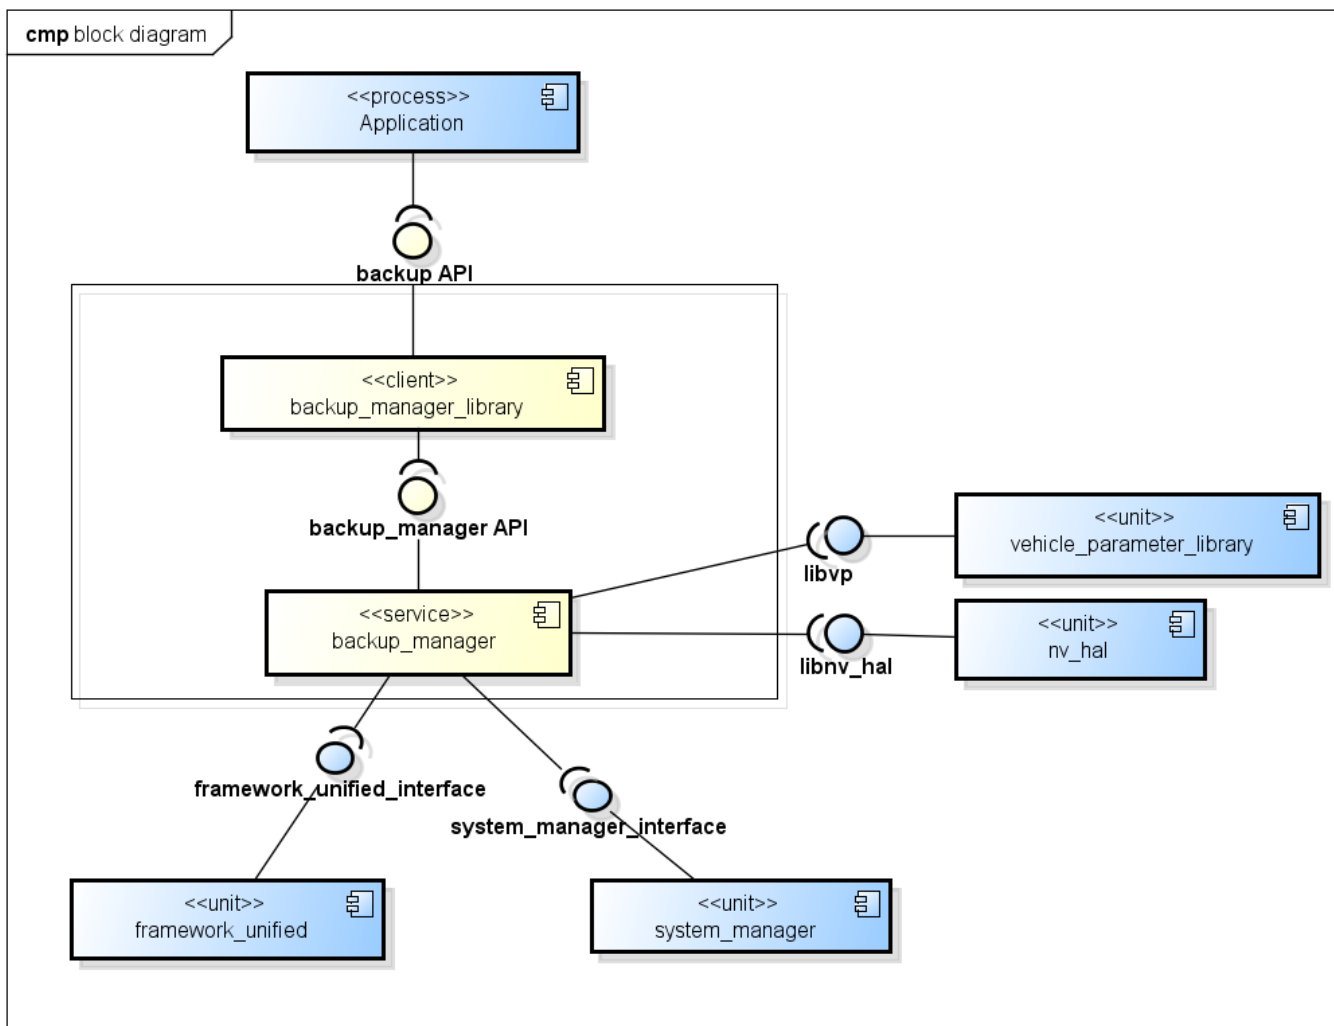 cmp block diagram
<<process>>
Application
backup API
<<client>>
backup_manager_library
backup_manager API
<<service>>
backup_manager
<<unit>>
vehicle_parameter_library
libvp
<<unit>>
nv_hal
libnv_hal
framework_unified_interface
system_manager_interface
<<unit>>
framework_unified
<<unit>>
system_manager